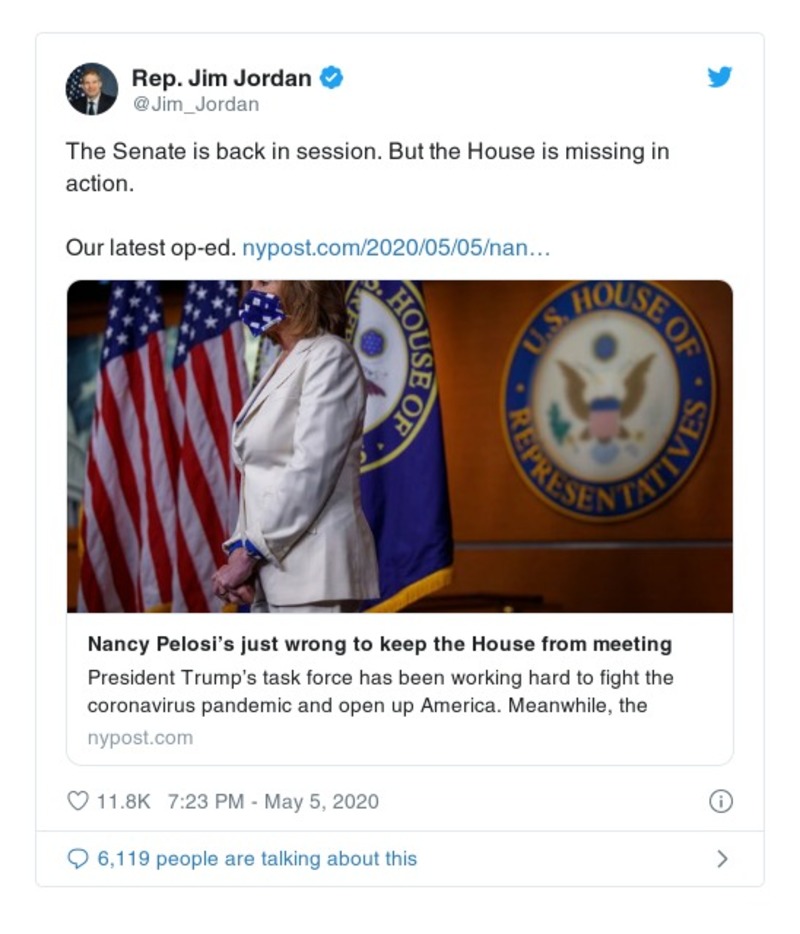 Rep. Jim Jordan
@Jim_Jordan
The Senate is back in session. But the House is missing in
action.
Our latest op-ed. nypost.com/2020/05/05/nan…
U.S. HOUSE OF
S. HOUSE OF
REPRESENTATIVES
Nancy Pelosi’s just wrong to keep the House from meeting
President Trump’s task force has been working hard to fight the
coronavirus pandemic and open up America. Meanwhile, the
nypost.com
11.8K 7:23 PM - May 5, 2020
6,119 people are talking about this